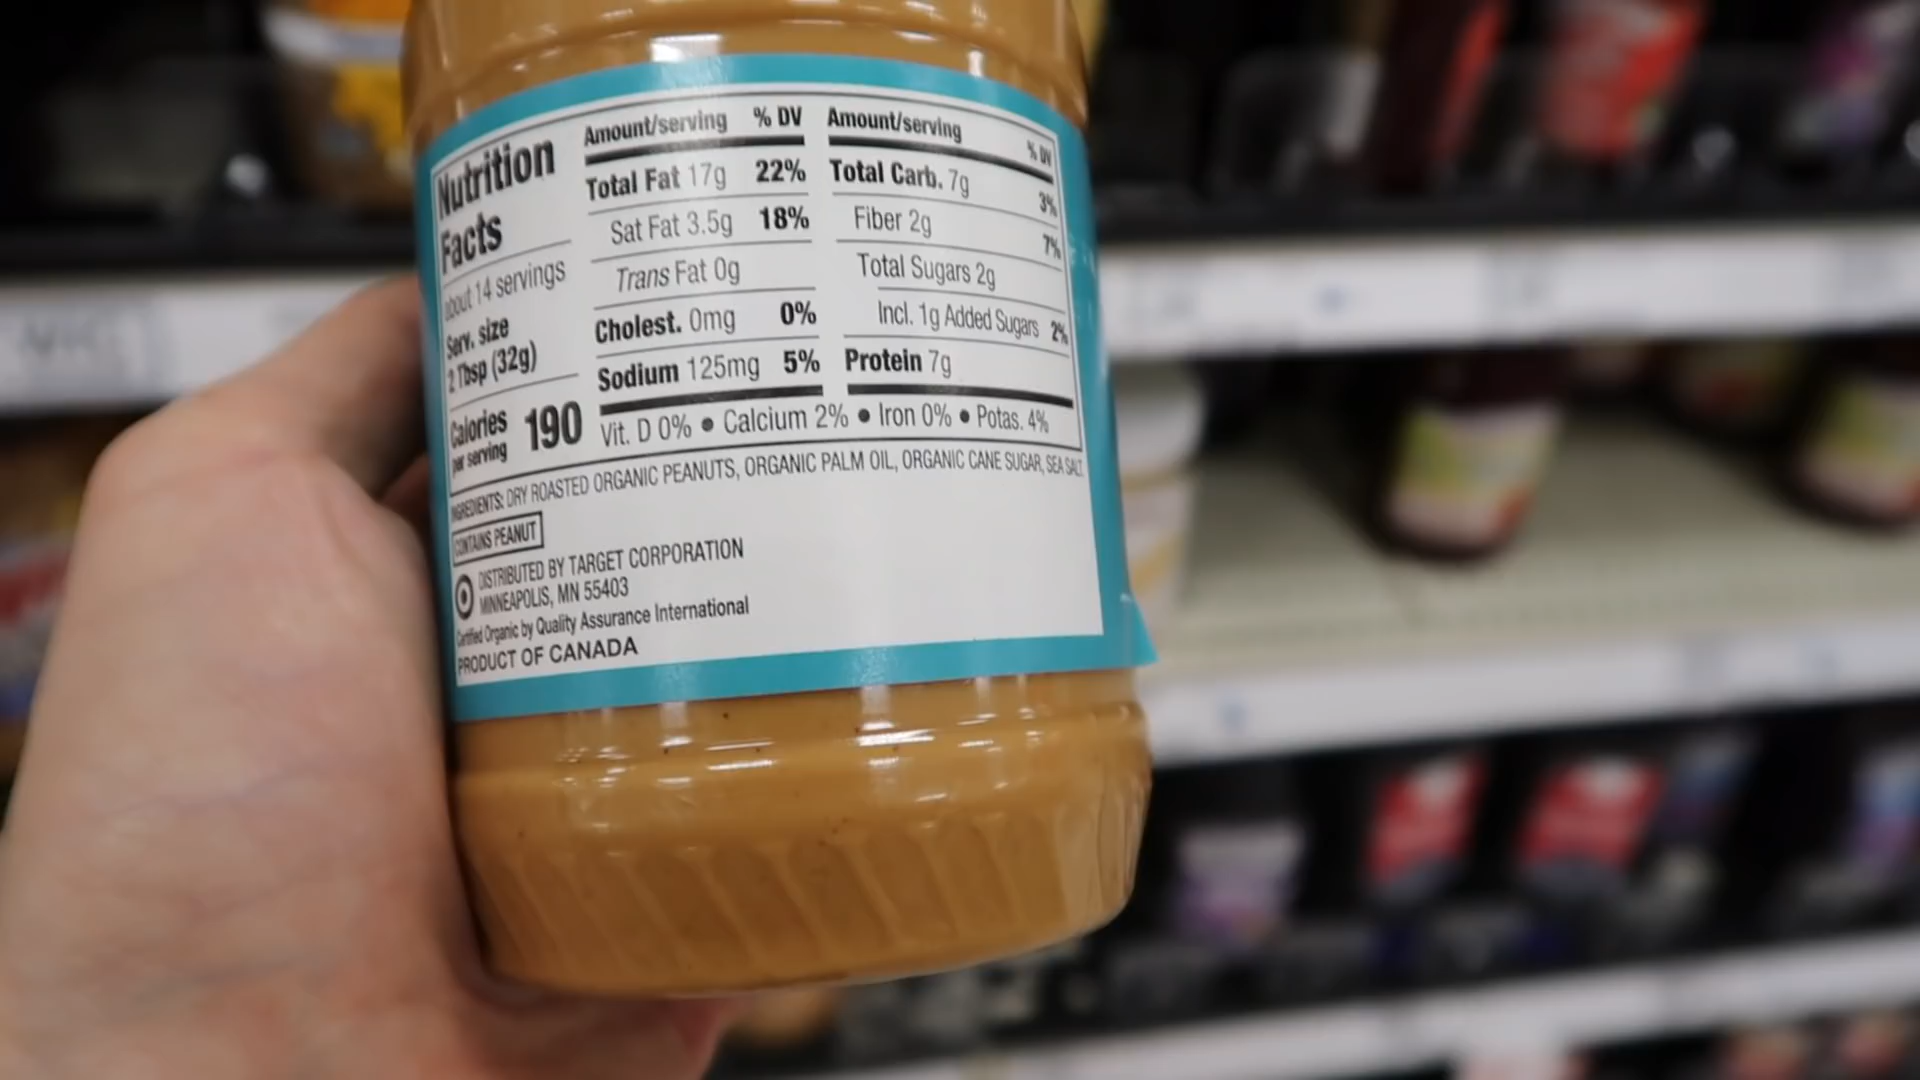 Nutrition
Facts
about 14 servings
Serv. size
2 Tbsp (32g)
Calories
per serving
190
Amount/serving % DV
Total Fat 17g 22%
Sat Fat 3.5g 18%
Trans Fat 0g
Cholest. 0mg 0%
Sodium 125mg 5%
Amount/serving % DV
Total Carb. 7g 3%
Fiber 2g 7%
Total Sugars 2g
Incl. 1g Added Sugars 2%
Protein 7g
Vit. D 0% • Calcium 2% • Iron 0% • Potas. 4%
INGREDIENTS: DRY ROASTED ORGANIC PEANUTS, ORGANIC PALM OIL, ORGANIC CANE SUGAR, SEA SALT
CONTAINS PEANUT
DISTRIBUTED BY TARGET CORPORATION
MINNEAPOLIS, MN 55403
Certified Organic by Quality Assurance International
PRODUCT OF CANADA